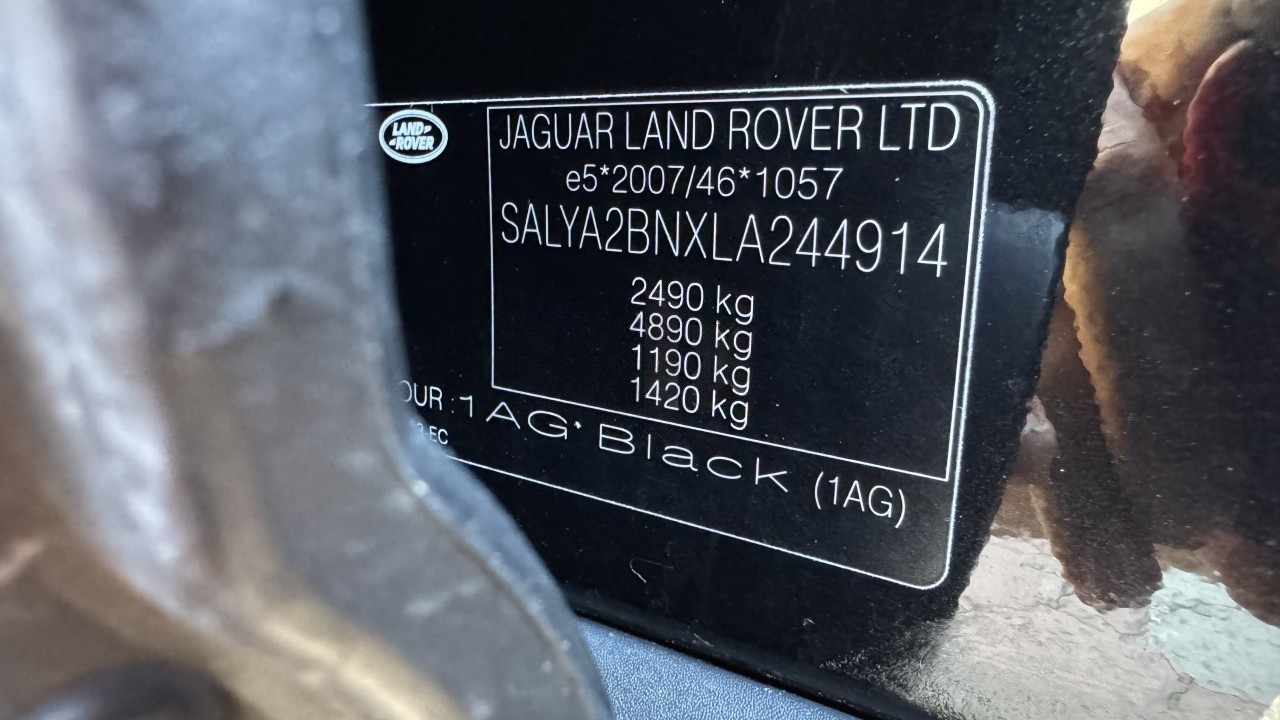 LAND-
-ROVER
JAGUAR LAND ROVER LTD
e5*2007/46*1057
SALYA2BNXLA244914
2490 kg
4890 kg
1190 kg
1420 kg
OUR : 1AG* Black (1AG)
EC